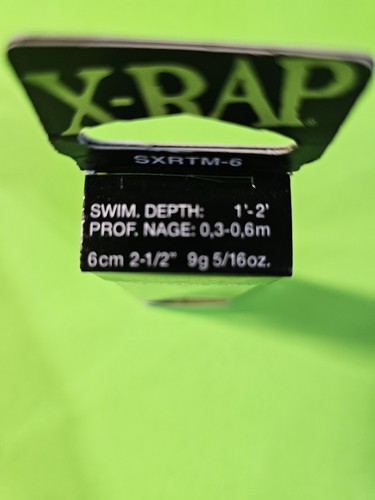 X-RAP®
SXRTM-6
SWIM. DEPTH: 1'-2'
PROF. NAGE: 0,3-0,6m
6cm 2-1/2" 9g 5/16oz.